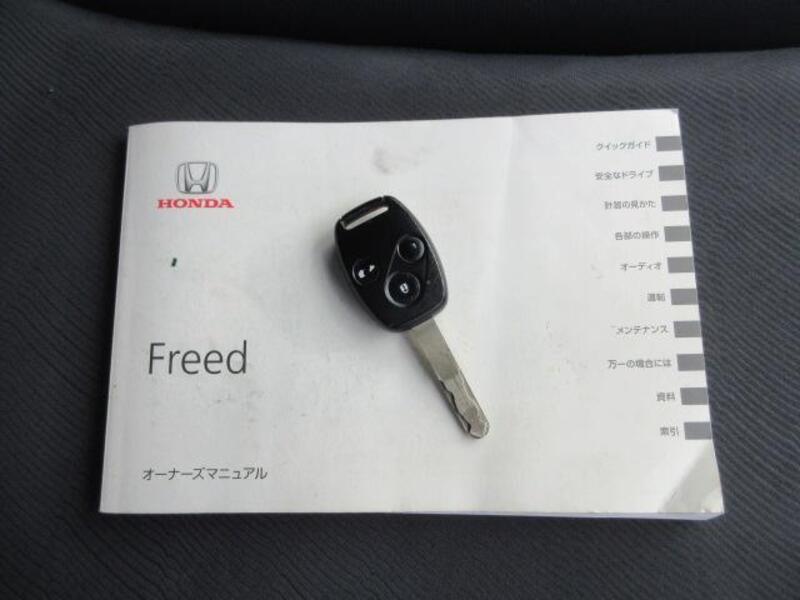 HONDA
Freed
オーナーズマニュアル
クイックガイド
安全なドライブ
計器の見かた
各部の操作
オーディオ
運転
メンテナンス
万一の場合には
資料
索引